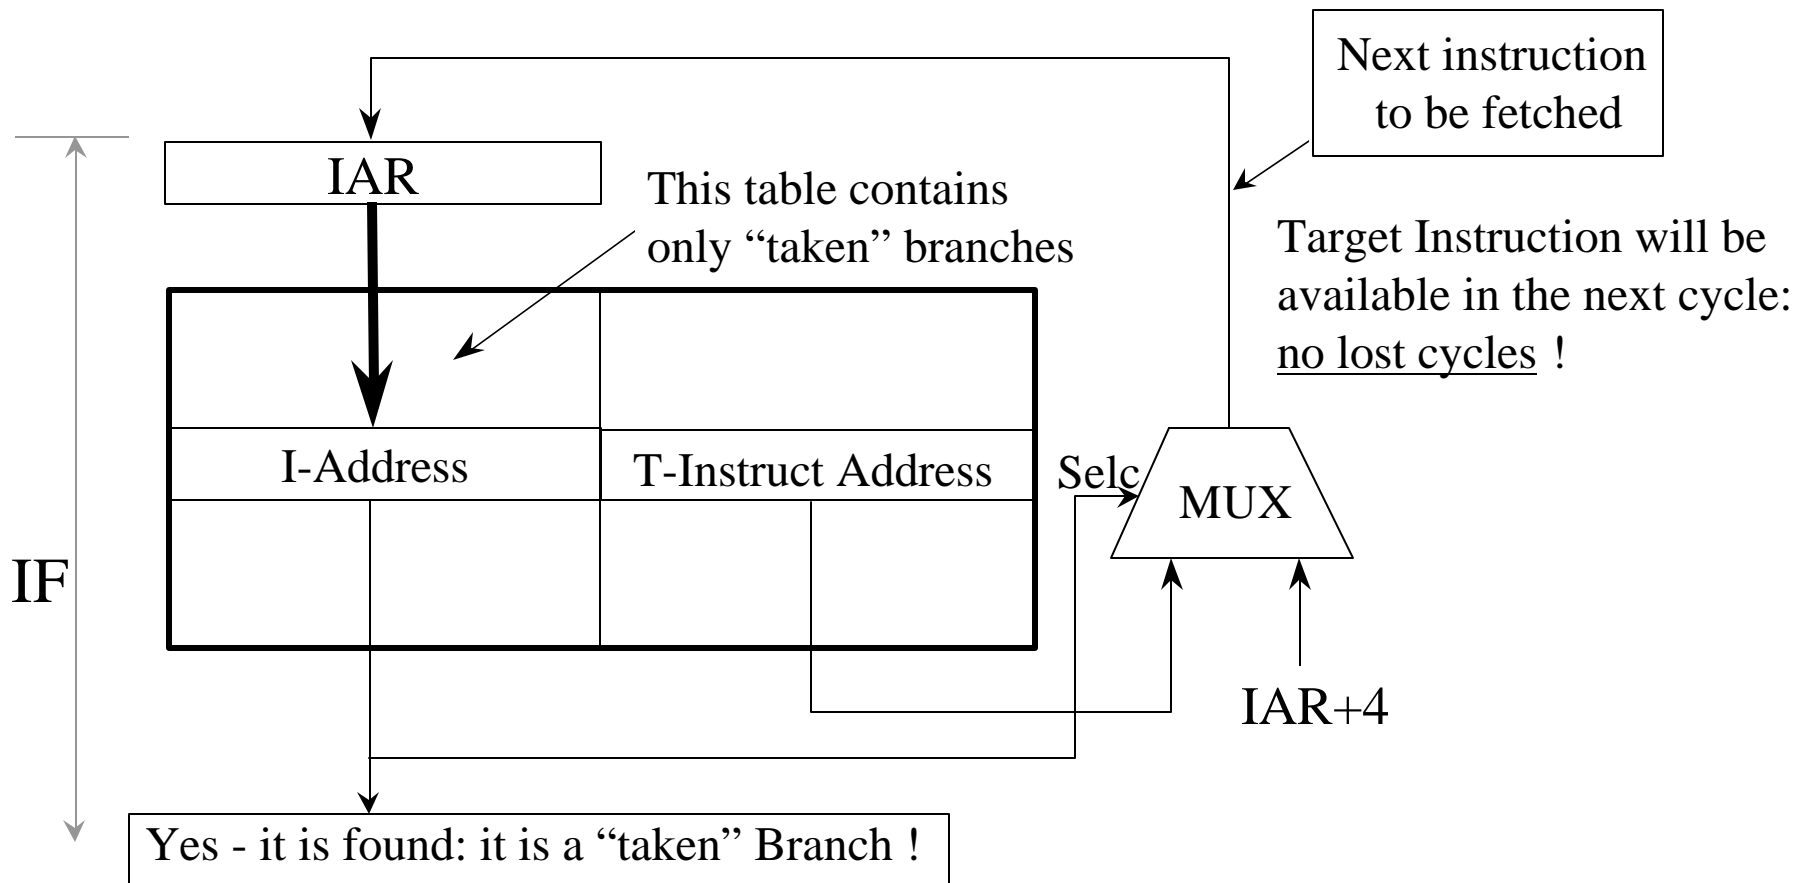 Next instruction
to be fetched
IAR
This table contains
only “taken” branches
Target Instruction will be
available in the next cycle:
no lost cycles !
I-Address
T-Instruct Address
Selc
MUX
IF
IAR+4
Yes - it is found: it is a “taken” Branch !